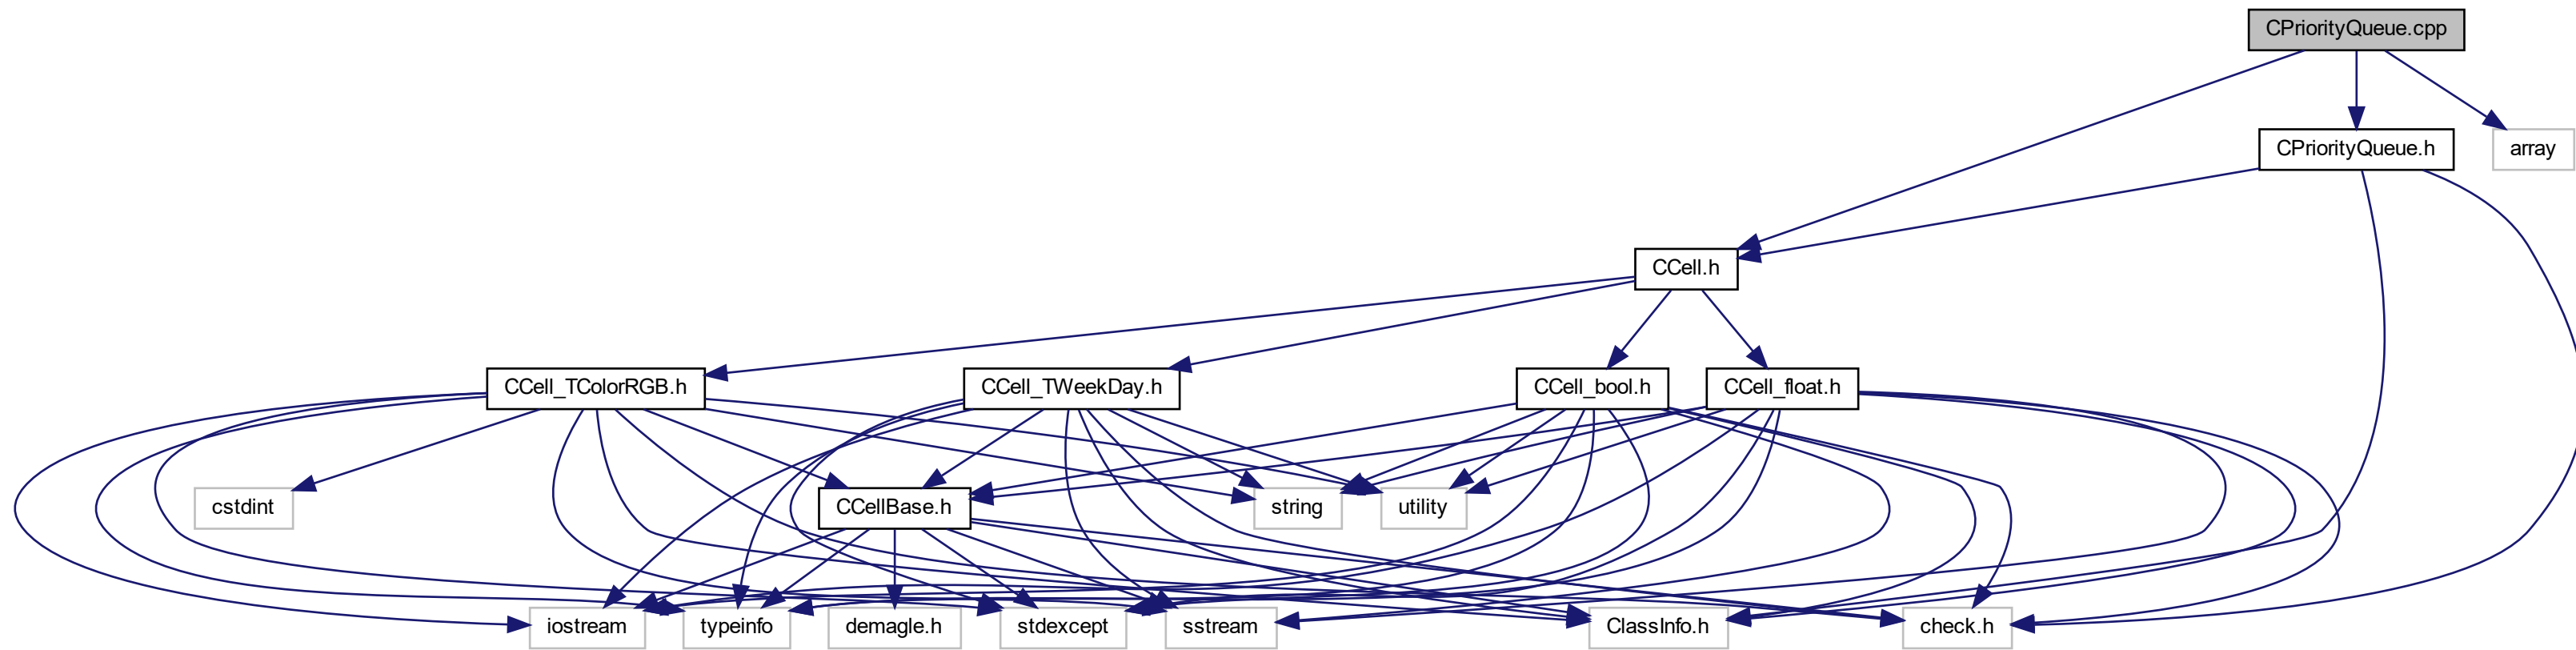 CPriorityQueue.cpp
CPriorityQueue.h
array
CCell.h
CCell_TColorRGB.h
CCell_TWeekDay.h
CCell_bool.h
CCell_float.h
cstdint
CCellBase.h
string
utility
iostream
typeinfo
demagle.h
stdexcept
sstream
ClassInfo.h
check.h